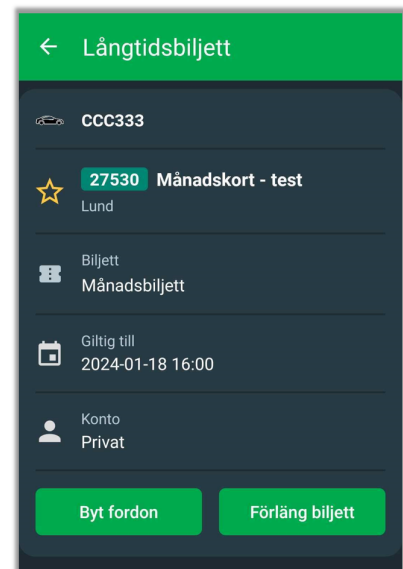 Långtidsbiljett
CCC333
27530 Månadskort - test
Lund
Biljett
Månadsbiljett
Giltig till
2024-01-18 16:00
Konto
Privat
Byt fordon Förläng biljett